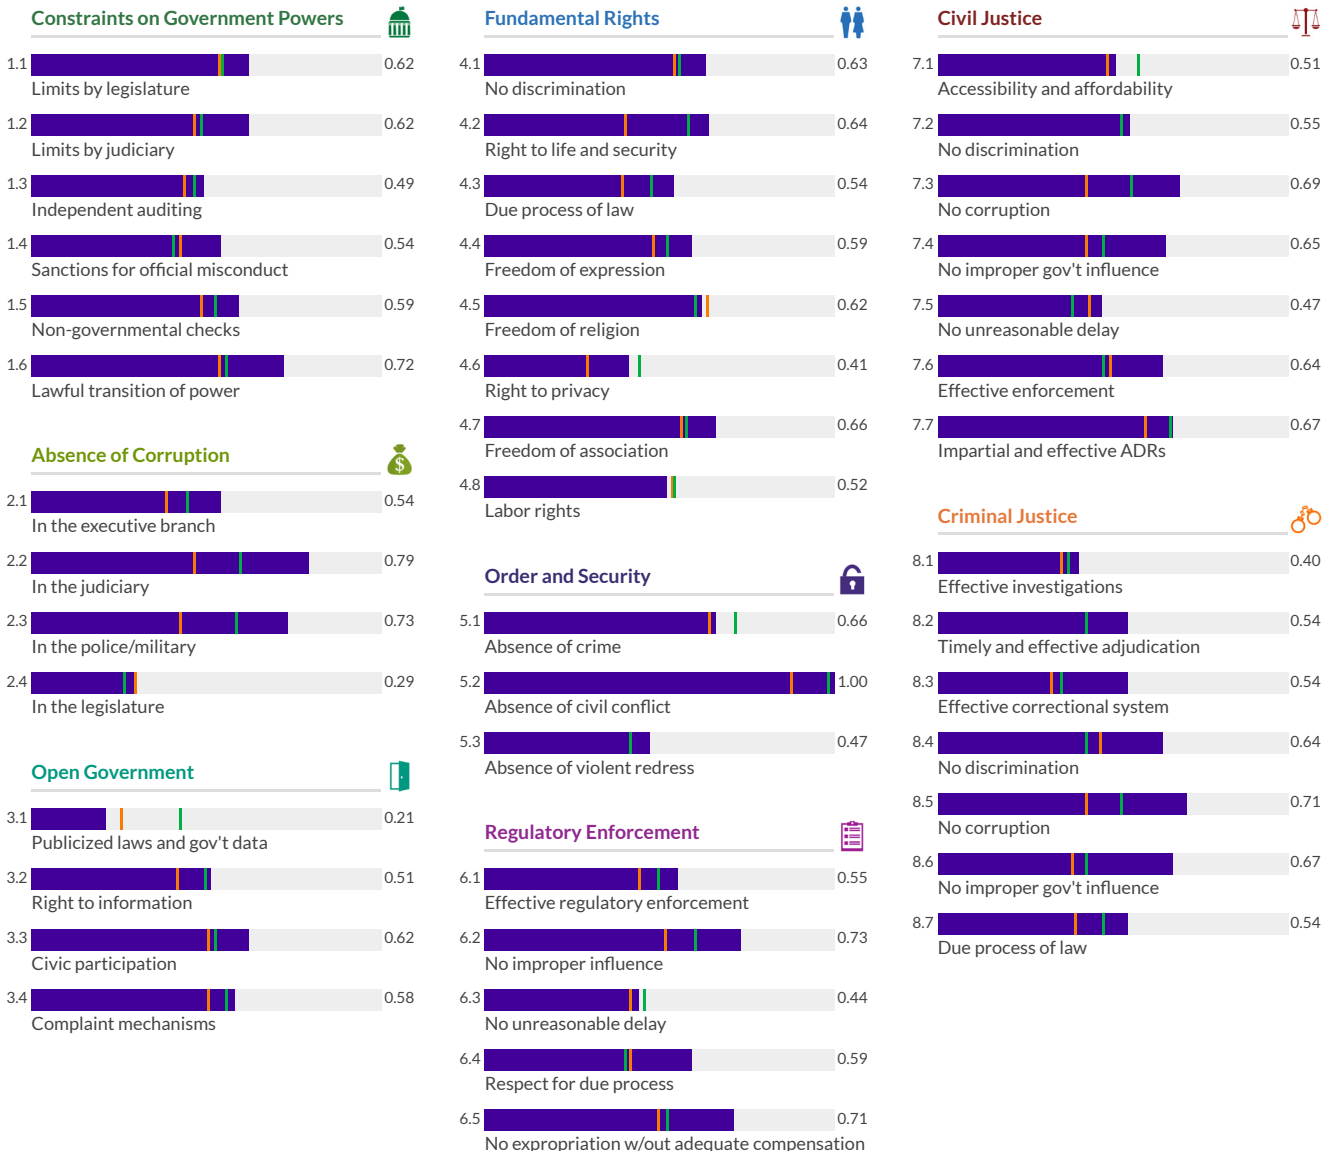 Constraints on Government Powers
1.1 0.62
Limits by legislature
1.2 0.62
Limits by judiciary
1.3 0.49
Independent auditing
1.4 0.54
Sanctions for official misconduct
1.5 0.59
Non-governmental checks
1.6 0.72
Lawful transition of power
Absence of Corruption
$
2.1 0.54
In the executive branch
2.2 0.79
In the judiciary
2.3 0.73
In the police/military
2.4 0.29
In the legislature
Open Government
3.1 0.21
Publicized laws and gov't data
3.2 0.51
Right to information
3.3 0.62
Civic participation
3.4 0.58
Complaint mechanisms
Fundamental Rights
4.1 0.63
No discrimination
4.2 0.64
Right to life and security
4.3 0.54
Due process of law
4.4 0.59
Freedom of expression
4.5 0.62
Freedom of religion
4.6 0.41
Right to privacy
4.7 0.66
Freedom of association
4.8 0.52
Labor rights
Order and Security
5.1 0.66
Absence of crime
5.2 1.00
Absence of civil conflict
5.3 0.47
Absence of violent redress
Regulatory Enforcement
6.1 0.55
Effective regulatory enforcement
6.2 0.73
No improper influence
6.3 0.44
No unreasonable delay
6.4 0.59
Respect for due process
6.5 0.71
No expropriation w/out adequate compensation
Civil Justice
7.1 0.51
Accessibility and affordability
7.2 0.55
No discrimination
7.3 0.69
No corruption
7.4 0.65
No improper gov't influence
7.5 0.47
No unreasonable delay
7.6 0.64
Effective enforcement
7.7 0.67
Impartial and effective ADRs
Criminal Justice
8.1 0.40
Effective investigations
8.2 0.54
Timely and effective adjudication
8.3 0.54
Effective correctional system
8.4 0.64
No discrimination
8.5 0.71
No corruption
8.6 0.67
No improper gov't influence
8.7 0.54
Due process of law